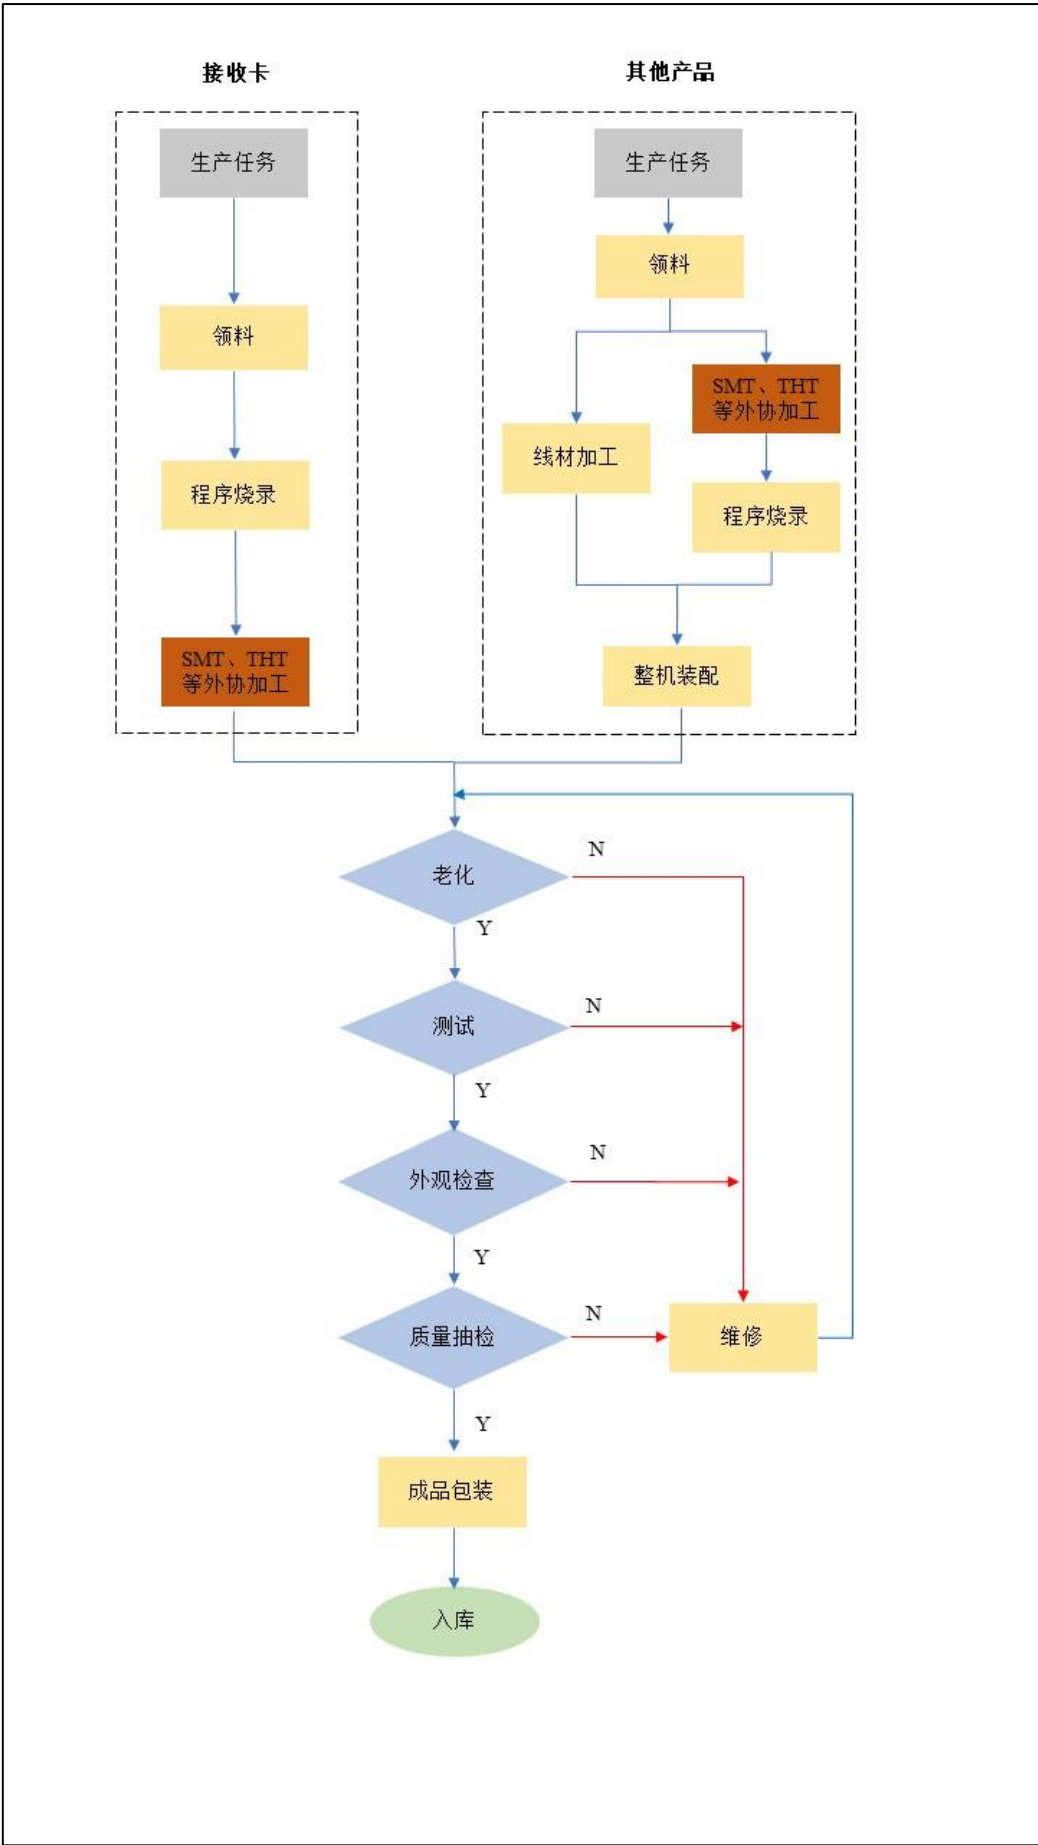 接收卡
其他产品
生产任务
领料
程序烧录
SMT、THT
等外协加工
生产任务
领料
线材加工
SMT、THT
等外协加工
程序烧录
整机装配
老化
N
Y
测试
N
Y
外观检查
N
Y
质量抽检
N
维修
Y
成品包装
入库